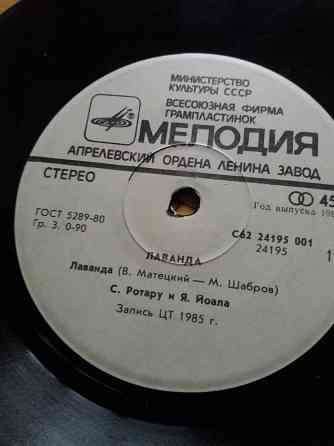 МИНИСТЕРСТВО
КУЛЬТУРЫ СССР
ВСЕСОЮЗНАЯ ФИРМА
ГРАМПЛАСТИНОК
МЕЛОДИЯ
АПРЕЛЕВСКИЙ ОРДЕНА ЛЕНИНА ЗАВОД
СТЕРЕО
45
Год выпуска
ГОСТ 5289-80
Гр. 3. 0-90
С62 24195 001
24195
1
ЛАВАНДА
Лаванда (В. Матецкий — М. Шабров)
С. Ротару и Я. Йоала
Запись ЦТ 1985 г.